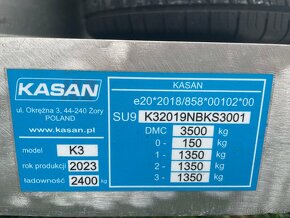 KASAN
ul. Okrężna 3, 44-240 Żory
POLAND
www.kasan.pl
model K3
rok produkcji 2023
ładowność 2400 kg
KASAN
e20*2018/858*00102*00
SU9 K32019NBKS3001
DMC 3500 kg
0 - 150 kg
1 - 1350 kg
2 - 1350 kg
3 - 1350 kg